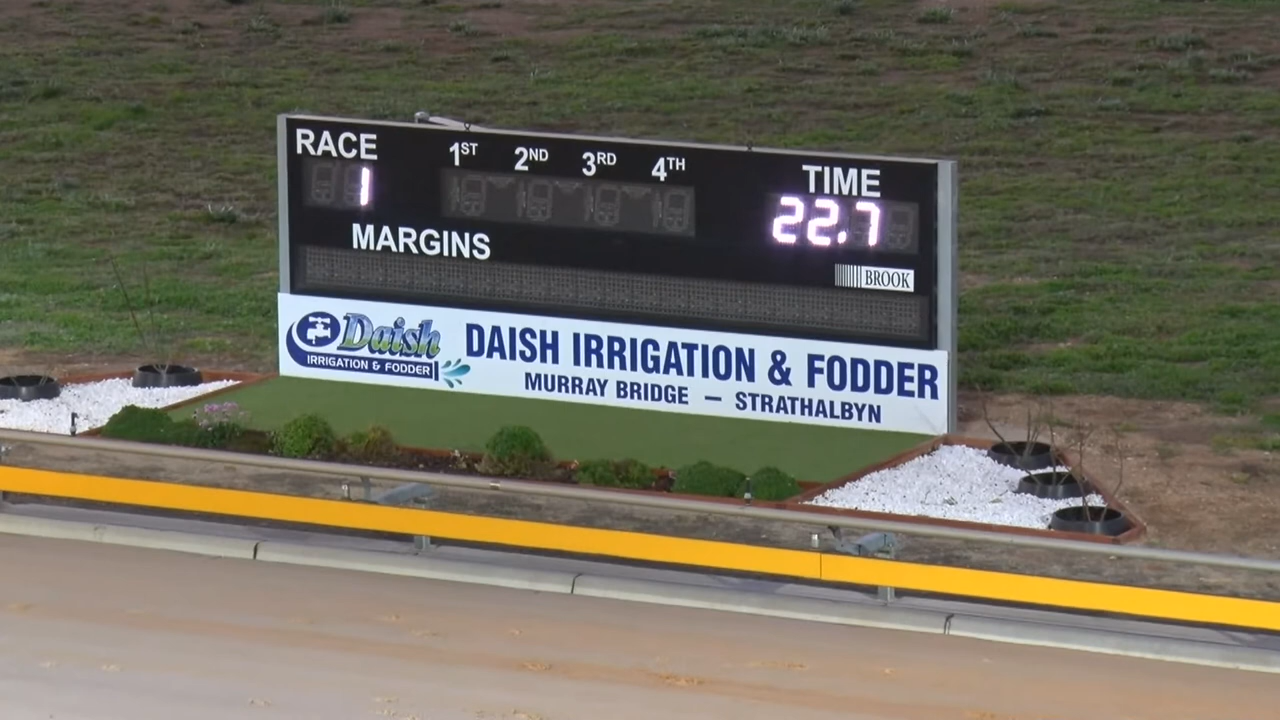 RACE 1ST 2ND 3RD 4TH TIME
1 22.7
MARGINS
BROOK
Daish
IRRIGATION & FODDER
DAISH IRRIGATION & FODDER
MURRAY BRIDGE — STRATHALBYN